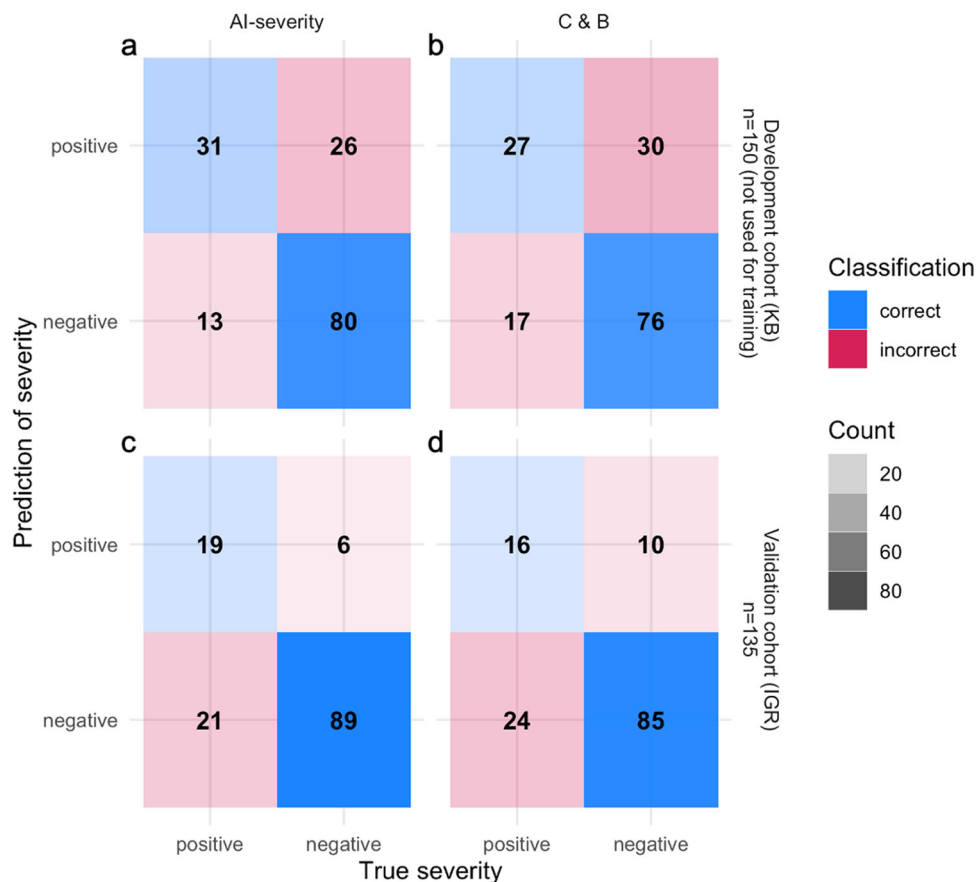 AI-severity
C & B
a
b
positive
31
26
27
30
negative
13
80
17
76
Development cohort (KB)
n=150 (not used for training)
c
d
positive
19
6
16
10
negative
21
89
24
85
Validation cohort (IGR)
n=135
Prediction of severity
positive
negative
positive
negative
True severity
Classification
correct
incorrect
Count
20
40
60
80